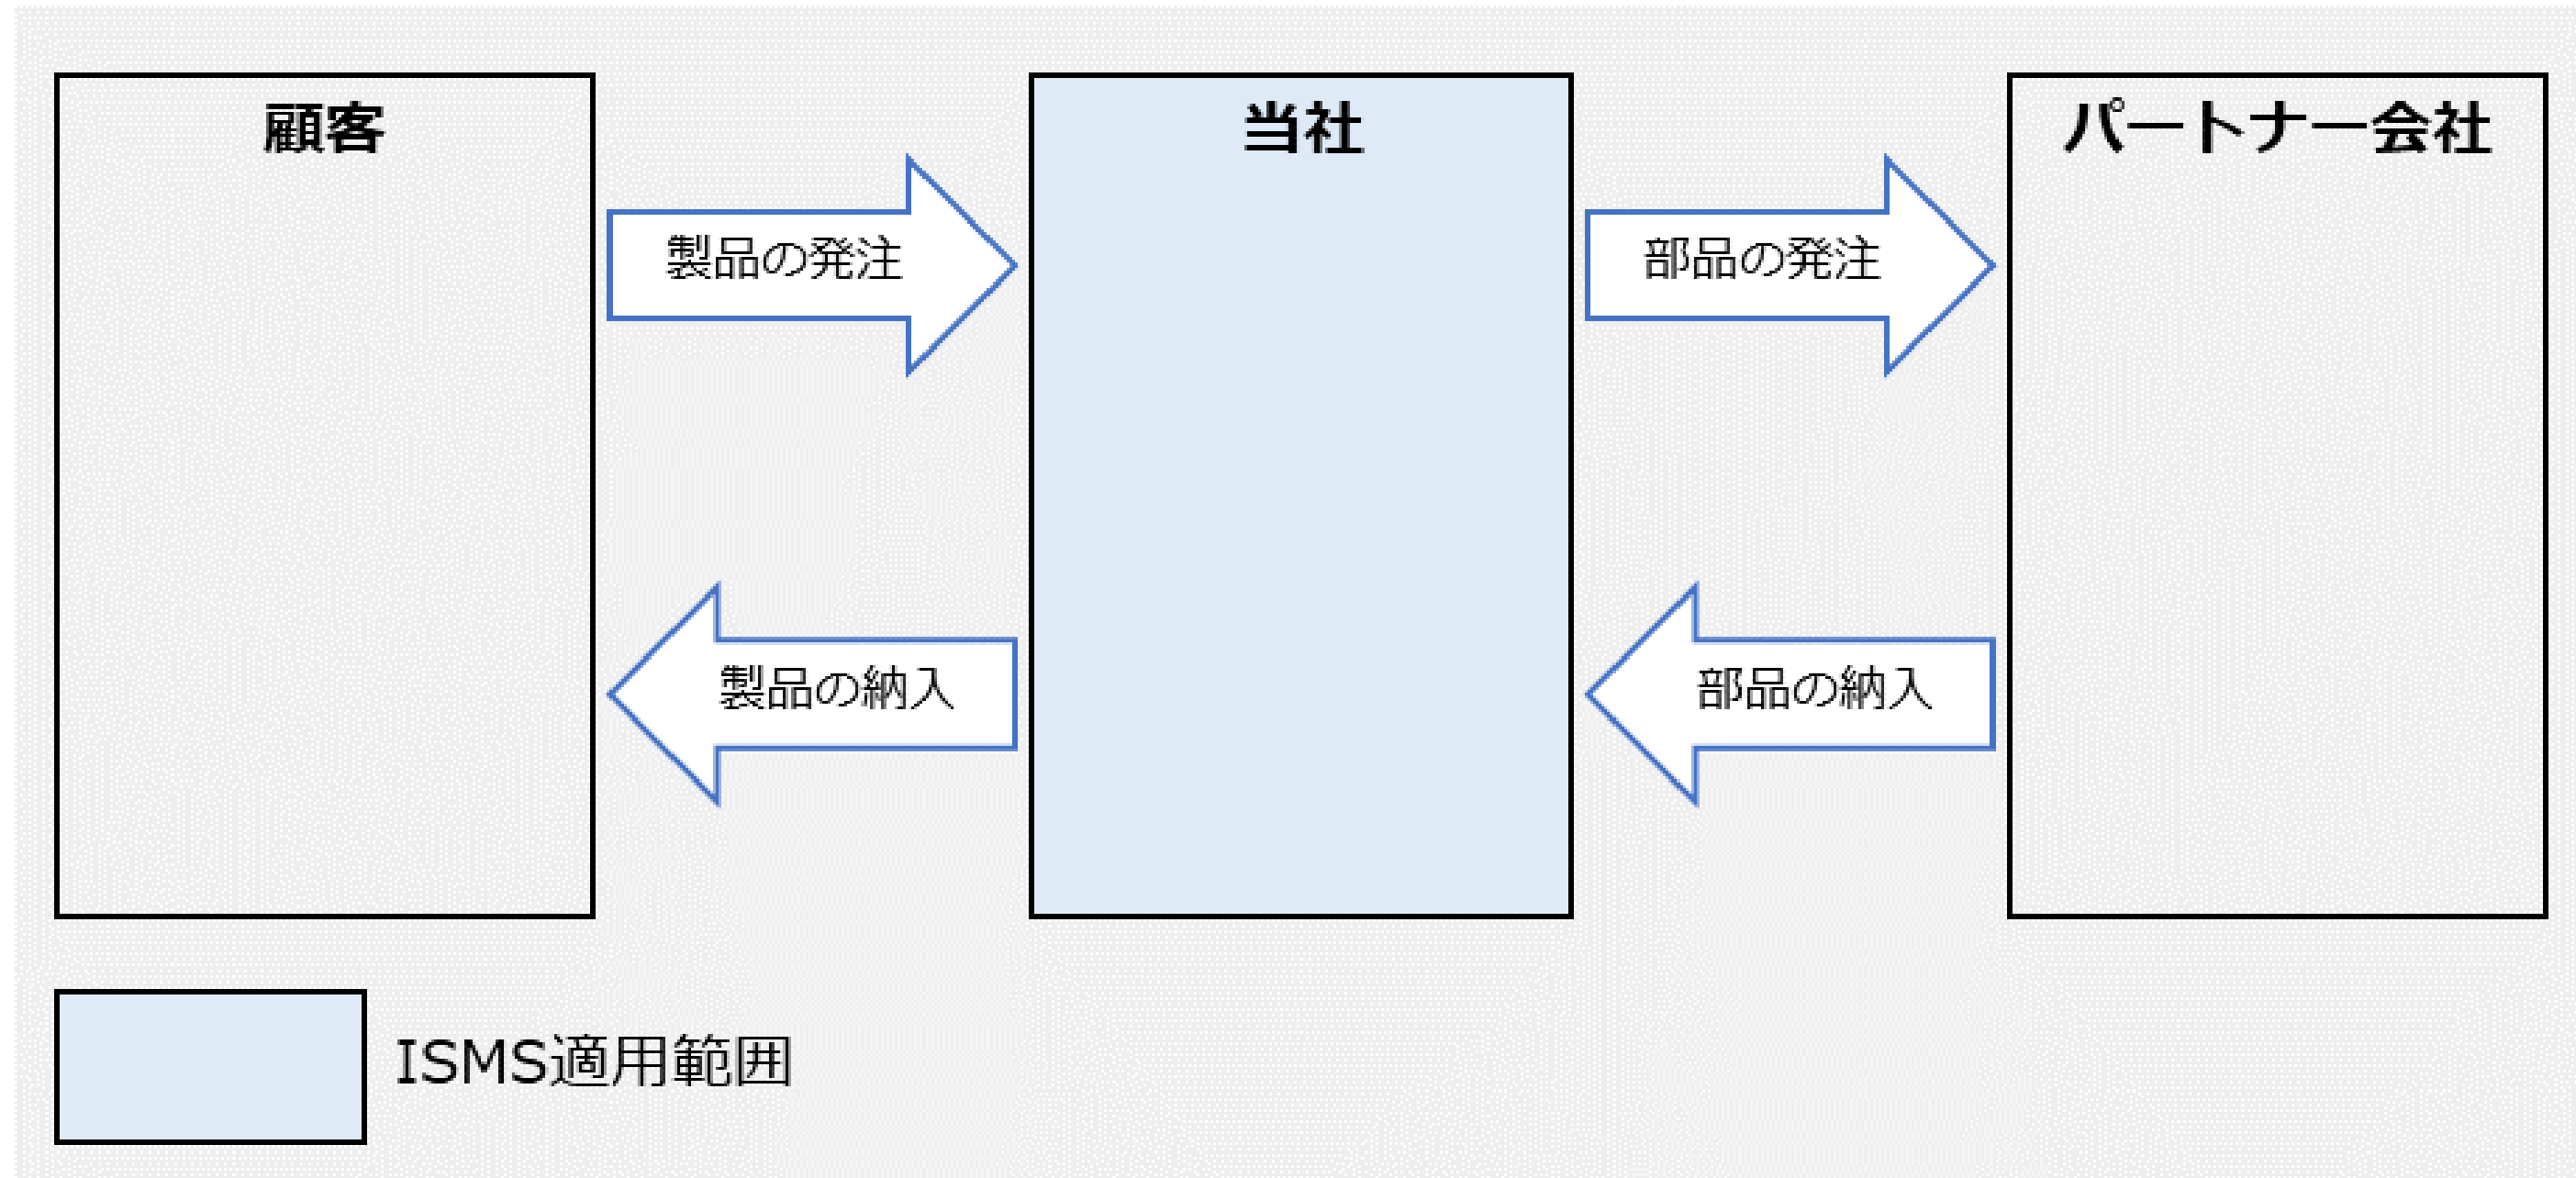 顧客
当社
パートナー会社
製品の発注
部品の発注
製品の納入
部品の納入
ISMS適用範囲